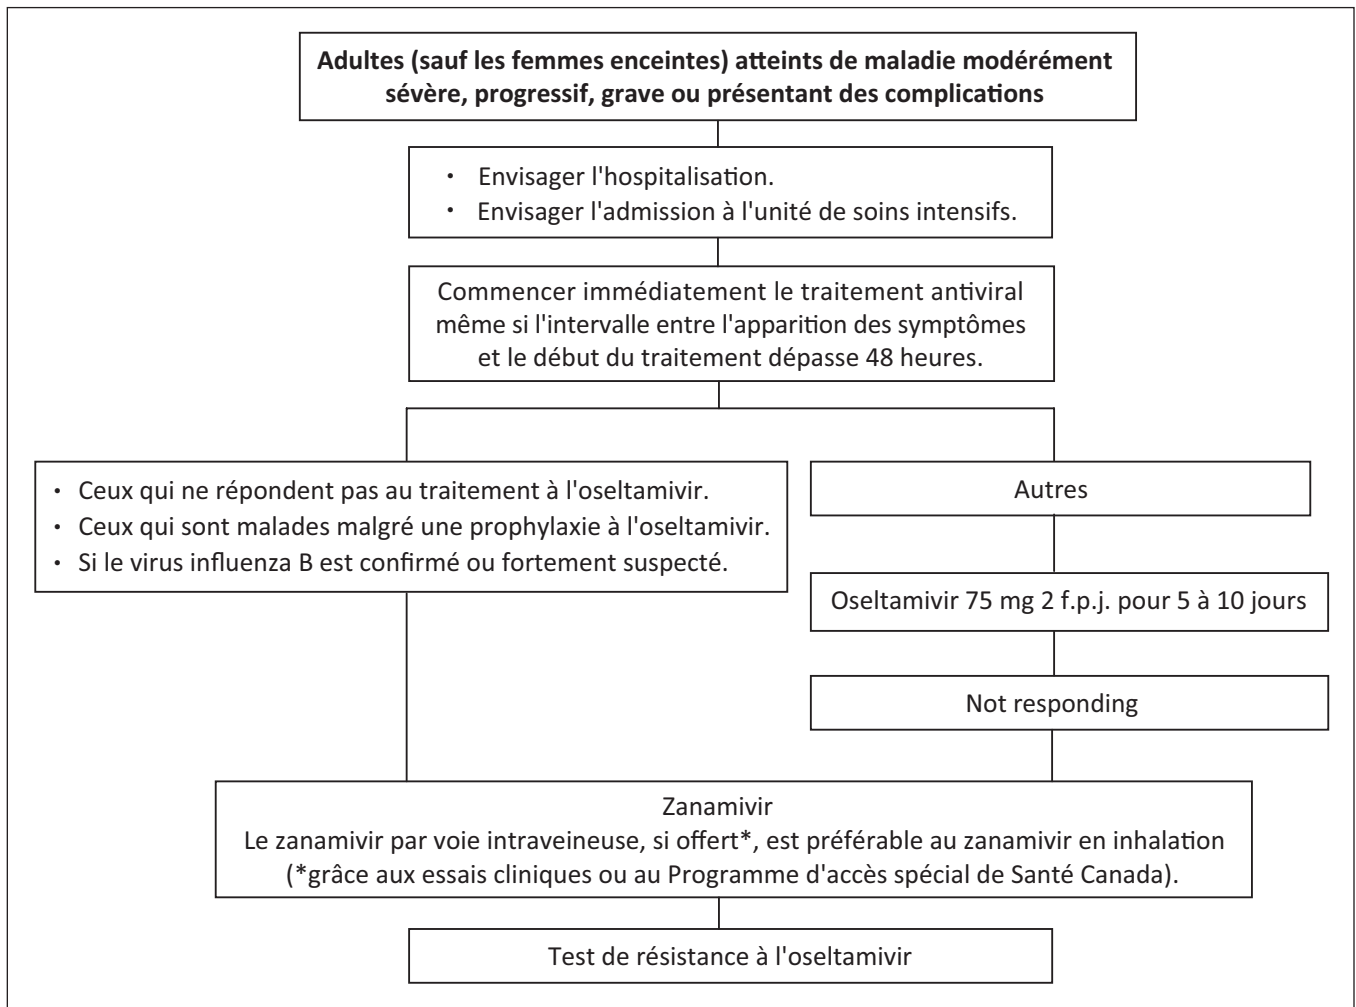 Adultes (sauf les femmes enceintes) atteints de maladie modérément
sévère, progressif, grave ou présentant des complications
• Envisager l'hospitalisation.
• Envisager l'admission à l'unité de soins intensifs.
Commencer immédiatement le traitement antiviral
même si l'intervalle entre l'apparition des symptômes
et le début du traitement dépasse 48 heures.
• Ceux qui ne répondent pas au traitement à l'oseltamivir.
• Ceux qui sont malades malgré une prophylaxie à l'oseltamivir.
• Si le virus influenza B est confirmé ou fortement suspecté.
Autres
Oseltamivir 75 mg 2 f.p.j. pour 5 à 10 jours
Not responding
Zanamivir
Le zanamivir par voie intraveineuse, si offert*, est préférable au zanamivir en inhalation
(*grâce aux essais cliniques ou au Programme d'accès spécial de Santé Canada).
Test de résistance à l'oseltamivir